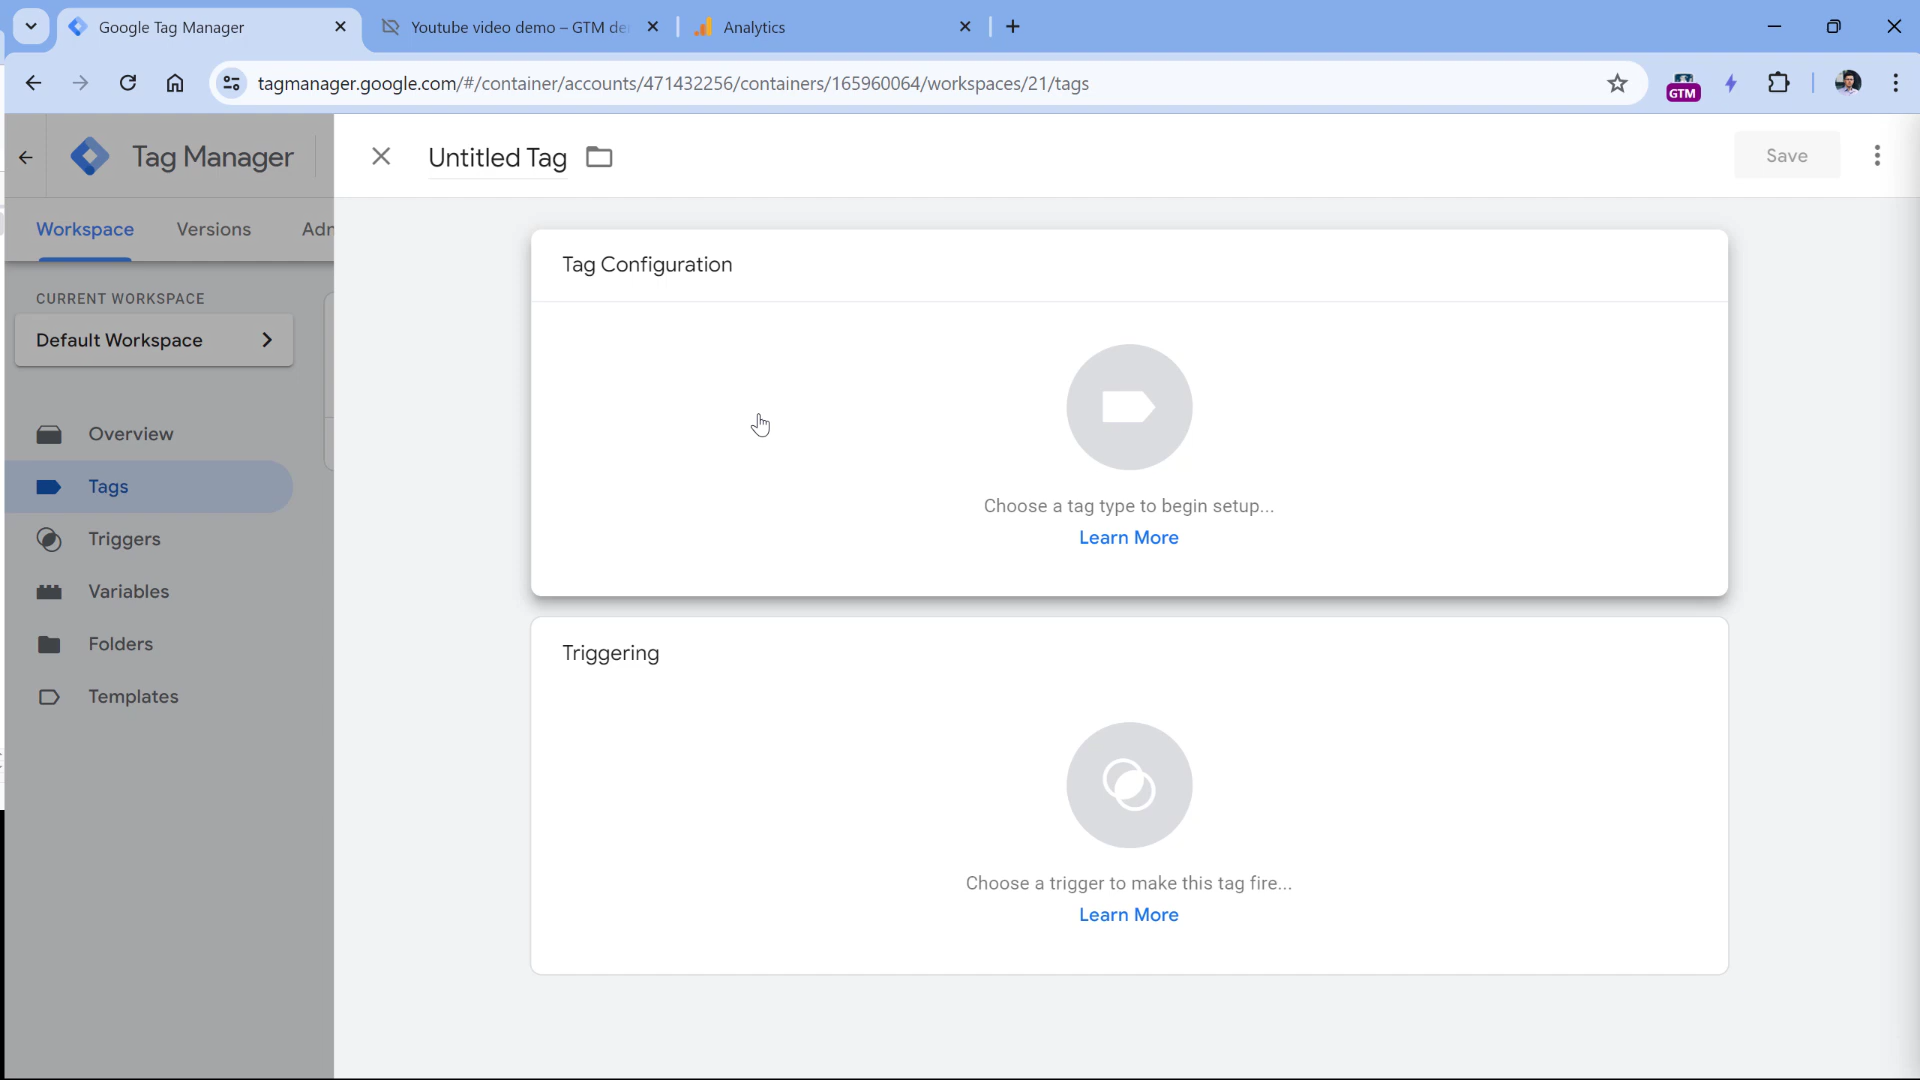 Google Tag Manager
Youtube video demo – GTM de
Analytics
tagmanager.google.com/#/container/accounts/471432256/containers/165960064/workspaces/21/tags
GTM
Tag Manager
Untitled Tag
Save
Workspace
Versions
Adm
CURRENT WORKSPACE
Default Workspace
Overview
Tags
Triggers
Variables
Folders
Templates
Tag Configuration
Choose a tag type to begin setup...
Learn More
Triggering
Choose a trigger to make this tag fire...
Learn More